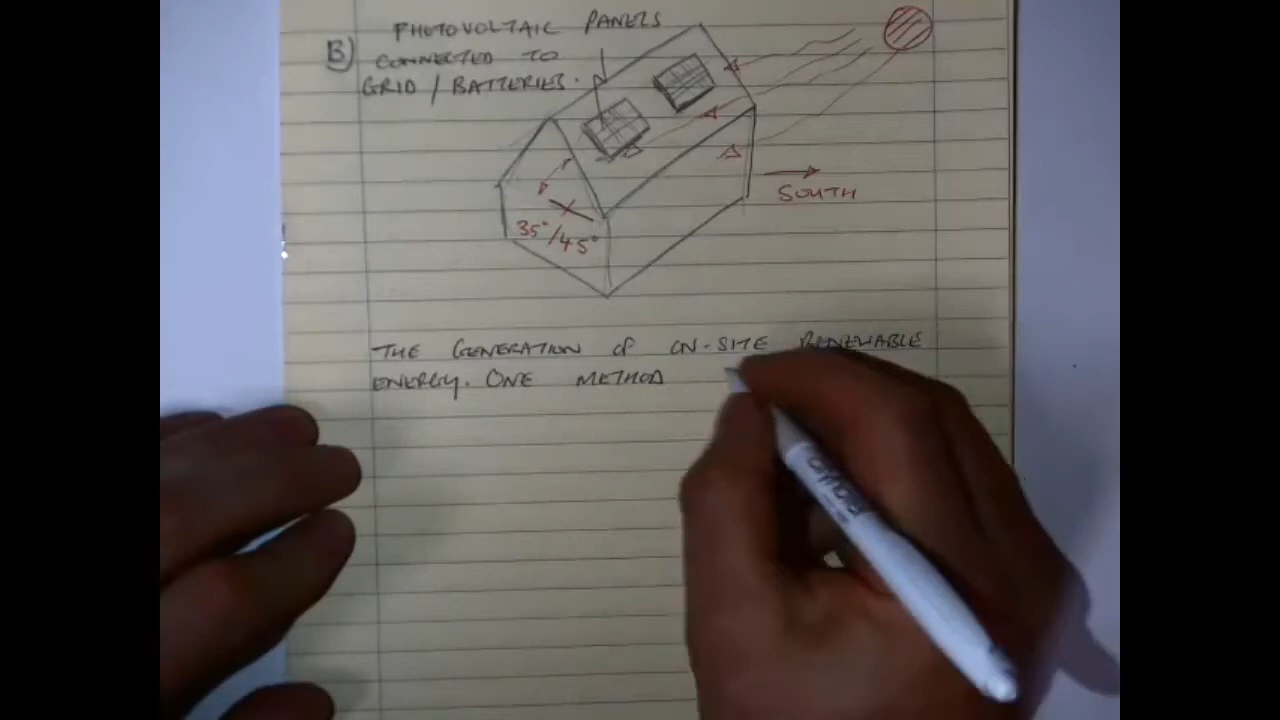 B) PHOTOVOLTAIC PANELS
CONNECTED TO
GRID / BATTERIES.
SOUTH
35°/45°
THE GENERATION OF ON-SITE RENEWABLE
ENERGY. ONE METHOD